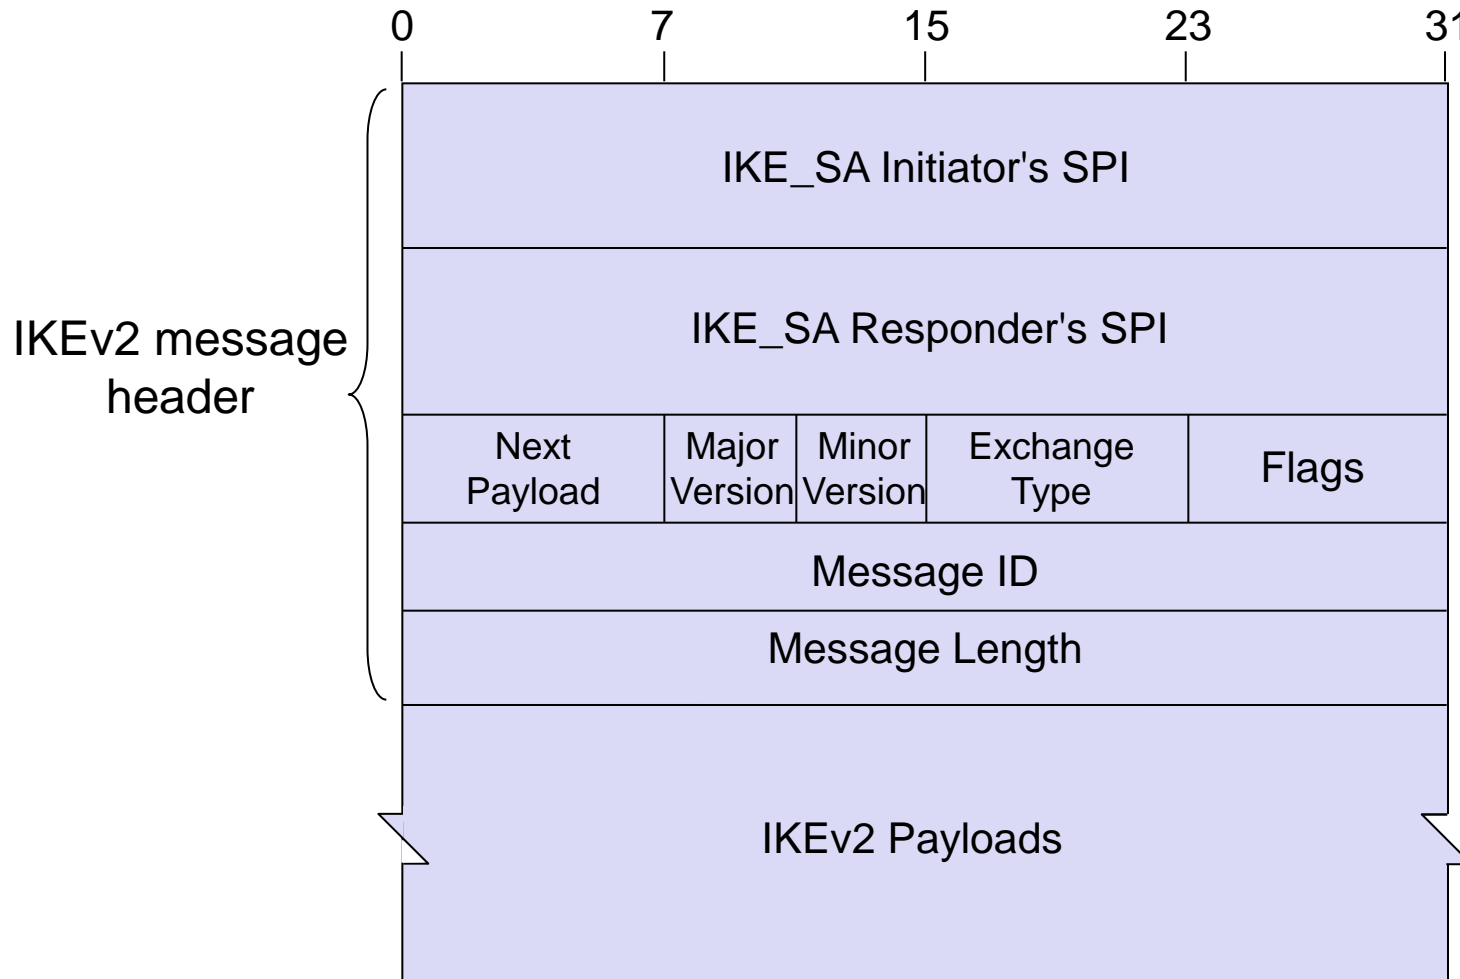 0 7 15 23 31
IKE_SA Initiator's SPI
IKE_SA Responder's SPI
IKEv2 message
header
Next
Payload
Major
Version
Minor
Version
Exchange
Type
Flags
Message ID
Message Length
IKEv2 Payloads